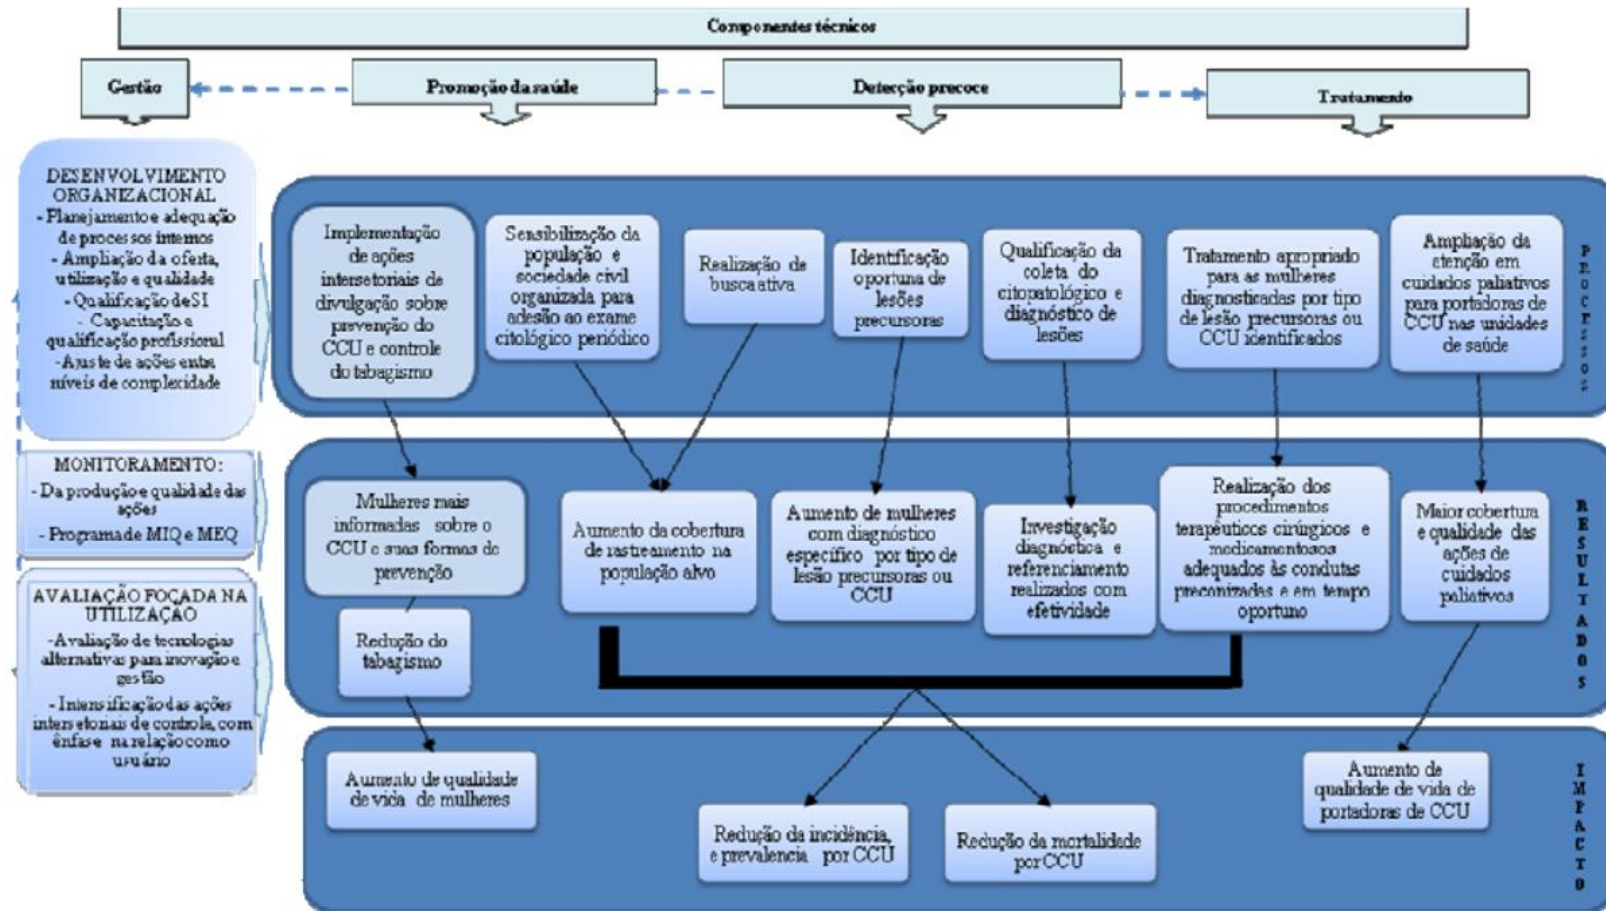 Componentes técnicos
Gestão
Promoção da saúde
Detecção precoce
Tratamento
DESENVOLVIMENTO
ORGANIZACIONAL
- Planejamento e adequação
de processos internos
- Ampliação da oferta,
utilização e qualidade
- Qualificação de SI
- Capacitação e
qualificação profissional
- Ajuste de ações entre
níveis de complexidade
MONITORAMENTO:
- Da produção e qualidade das
ações
- Programa de MIQ e MEQ
AVALIAÇÃO FOCADA NA
UTILIZAÇÃO
- Avaliação de tecnologias
alternativas para inovação e
gestão
- Intensificação das ações
intersetoriais de controle, com
ênfase na relação com o
usuário
Implementação
de ações
intersetoriais de
divulgação sobre
prevenção do
CCU e controle
do tabagismo
Sensibilização da
população e
sociedade civil
organizada para
adesão ao exame
citológico periódico
Realização de
busca ativa
Identificação
oportuna de
lesões
precursoras
Qualificação da
coleta do
citopatológico e
diagnóstico de
lesões
Tratamento apropriado
para as mulheres
diagnosticadas por tipo
de lesão precursoras ou
CCU identificados
Ampliação da
atenção em
cuidados paliativos
para portadoras de
CCU nas unidades
de saúde
PROCESSOS
Mulheres mais
informadas sobre o
CCU e suas formas de
prevenção
Redução do
tabagismo
Aumento da cobertura
de rastreamento na
população alvo
Aumento de mulheres
com diagnóstico
específico por tipo de
lesão precursoras ou
CCU
Investigação
diagnóstica e
referenciamento
realizados com
efetividade
Realização dos
procedimentos
terapêuticos cirúrgicos e
medicamentosos
adequados às condutas
preconizadas e em tempo
oportuno
Maior cobertura
e qualidade das
ações de
cuidados
paliativos
RESULTADOS
Aumento de qualidade
de vida de mulheres
Redução da incidência,
e prevalencia por CCU
Redução da mortalidade
por CCU
Aumento de
qualidade de vida de
portadoras de CCU
IMPACTO